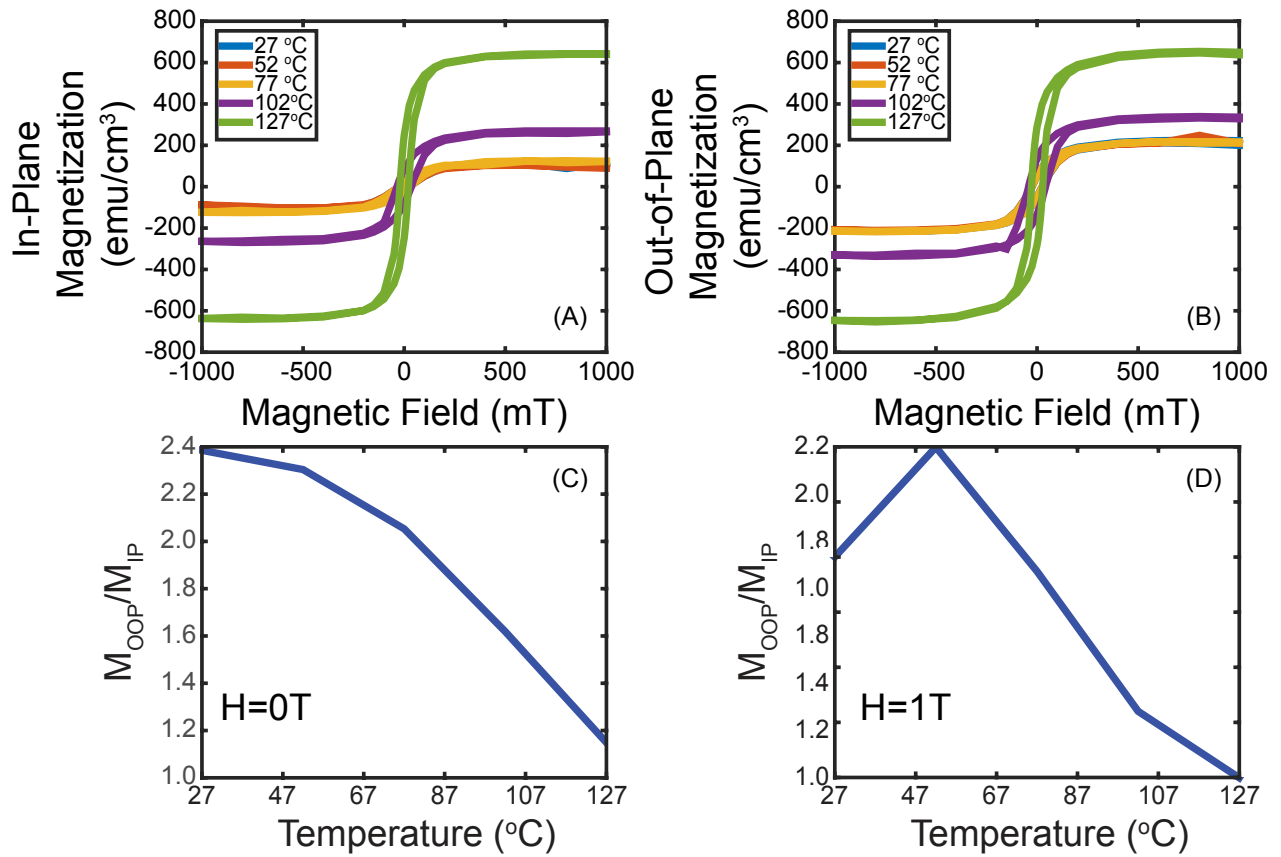 In-Plane
Magnetization
(emu/cm³)
800
600
400
200
0
-200
-400
600
-800
27 °C
52 °C
77 °C
102°C
127°C
(A)
-1000
-500
0
500
1000
Magnetic Field (mT)
Out-of-Plane
Magnetization
(emu/cm³)
800
600
400
200
0
-200
-400
-600
-800
27 °C
52 °C
77 °C
102°C
127°C
(B)
-1000
-500
0
500
1000
Magnetic Field (mT)
M_OOP/M_IP
2.4
2.2
2.0
1.8
1.6
1.4
1.2
1.0
(C)
H=0T
27
47
67
87
107
127
Temperature (°C)
M_OOP/M_IP
2.2
2.0
1.8
1.0
1.8
1.4
1.2
1.0
(D)
H=1T
27
47
67
87
107
127
Temperature (°C)